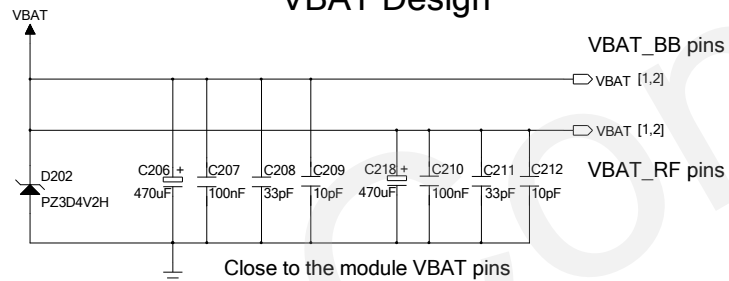 VBAT Design
VBAT
VBAT_BB pins
VBAT [1,2]
VBAT [1,2]
VBAT_RF pins
D202
PZ3D4V2H
C206 +
470uF
C207
100nF
C208
33pF
C209
10pF
C218 +
470uF
C210
100nF
C211
33pF
C212
10pF
Close to the module VBAT pins